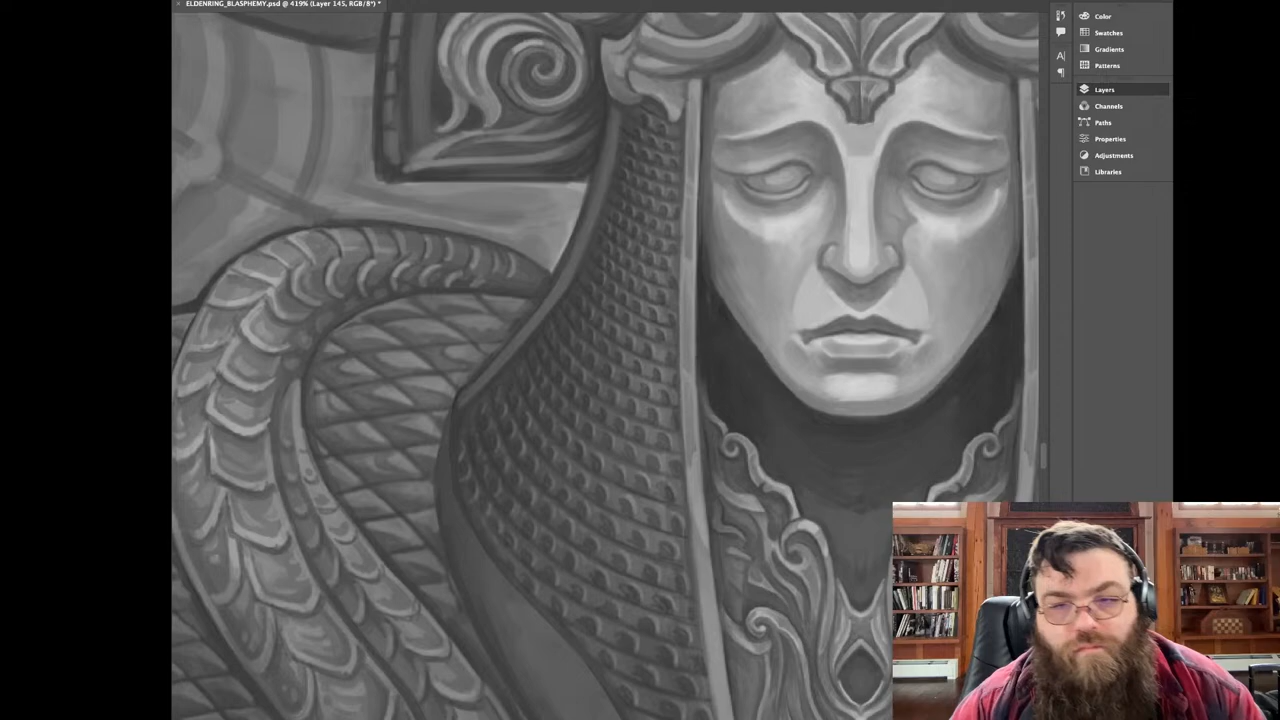 × ELDENRING_BLASPHEMY.psd @ 419% (Layer 145, RGB/8*) *
Color
Swatches
Gradients
Patterns
Layers
Channels
Paths
Properties
Adjustments
Libraries